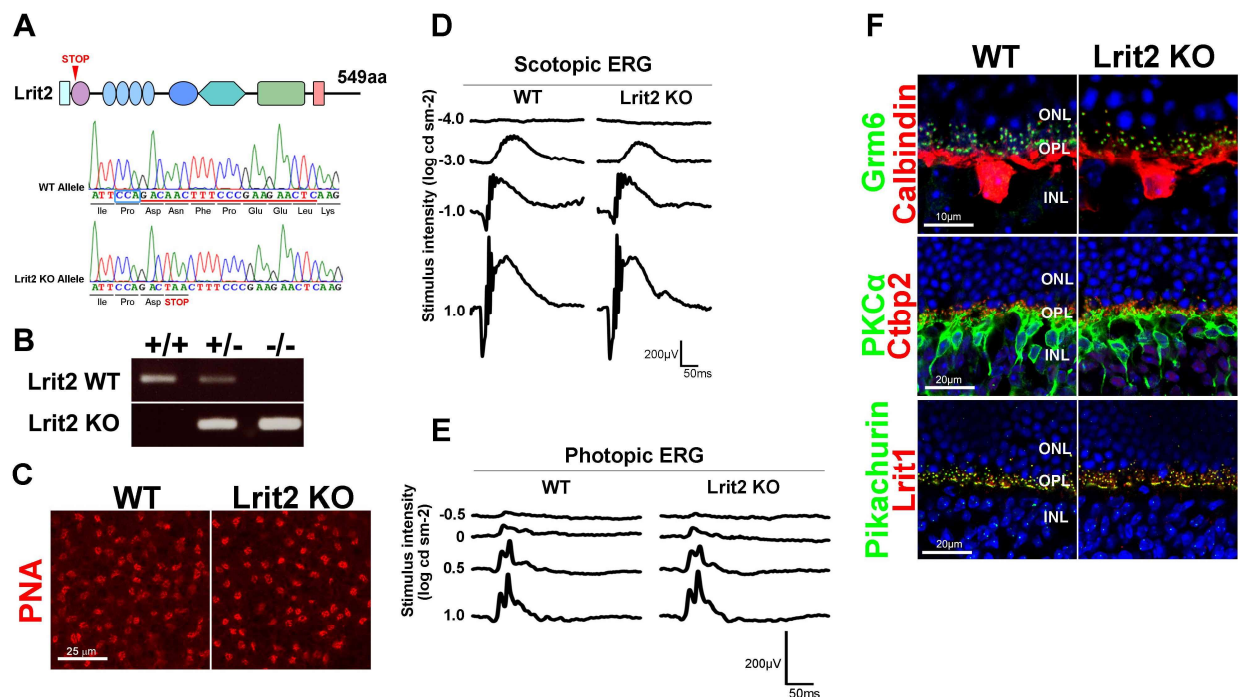 A
STOP
549aa
Lrit2
WT Allele
ATTCCAGACAACTTTCCCGAAGAACTCAAG
Ile Pro Asp Asn Phe Pro Glu Glu Leu Lys
Lrit2 KO Allele
ATTCCAGACTAACTTTCCCGAAGAACTCAAG
Ile Pro Asp STOP
B
+/+ +/- -/-
Lrit2 WT
Lrit2 KO
C
WT Lrit2 KO
PNA
25 μm
D
Scotopic ERG
WT Lrit2 KO
Stimulus intensity (log cd sm-2)
-4.0
-3.0
-1.0
1.0
200μV
50ms
E
Photopic ERG
WT Lrit2 KO
Stimulus intensity
(log cd sm-2)
-0.5
0
0.5
1.0
200μV
50ms
F
WT Lrit2 KO
Grm6
Calbindin
ONL
OPL
INL
10μm
PKCα
Ctbp2
ONL
OPL
INL
20μm
Pikachurin
Lrit1
ONL
OPL
INL
20μm